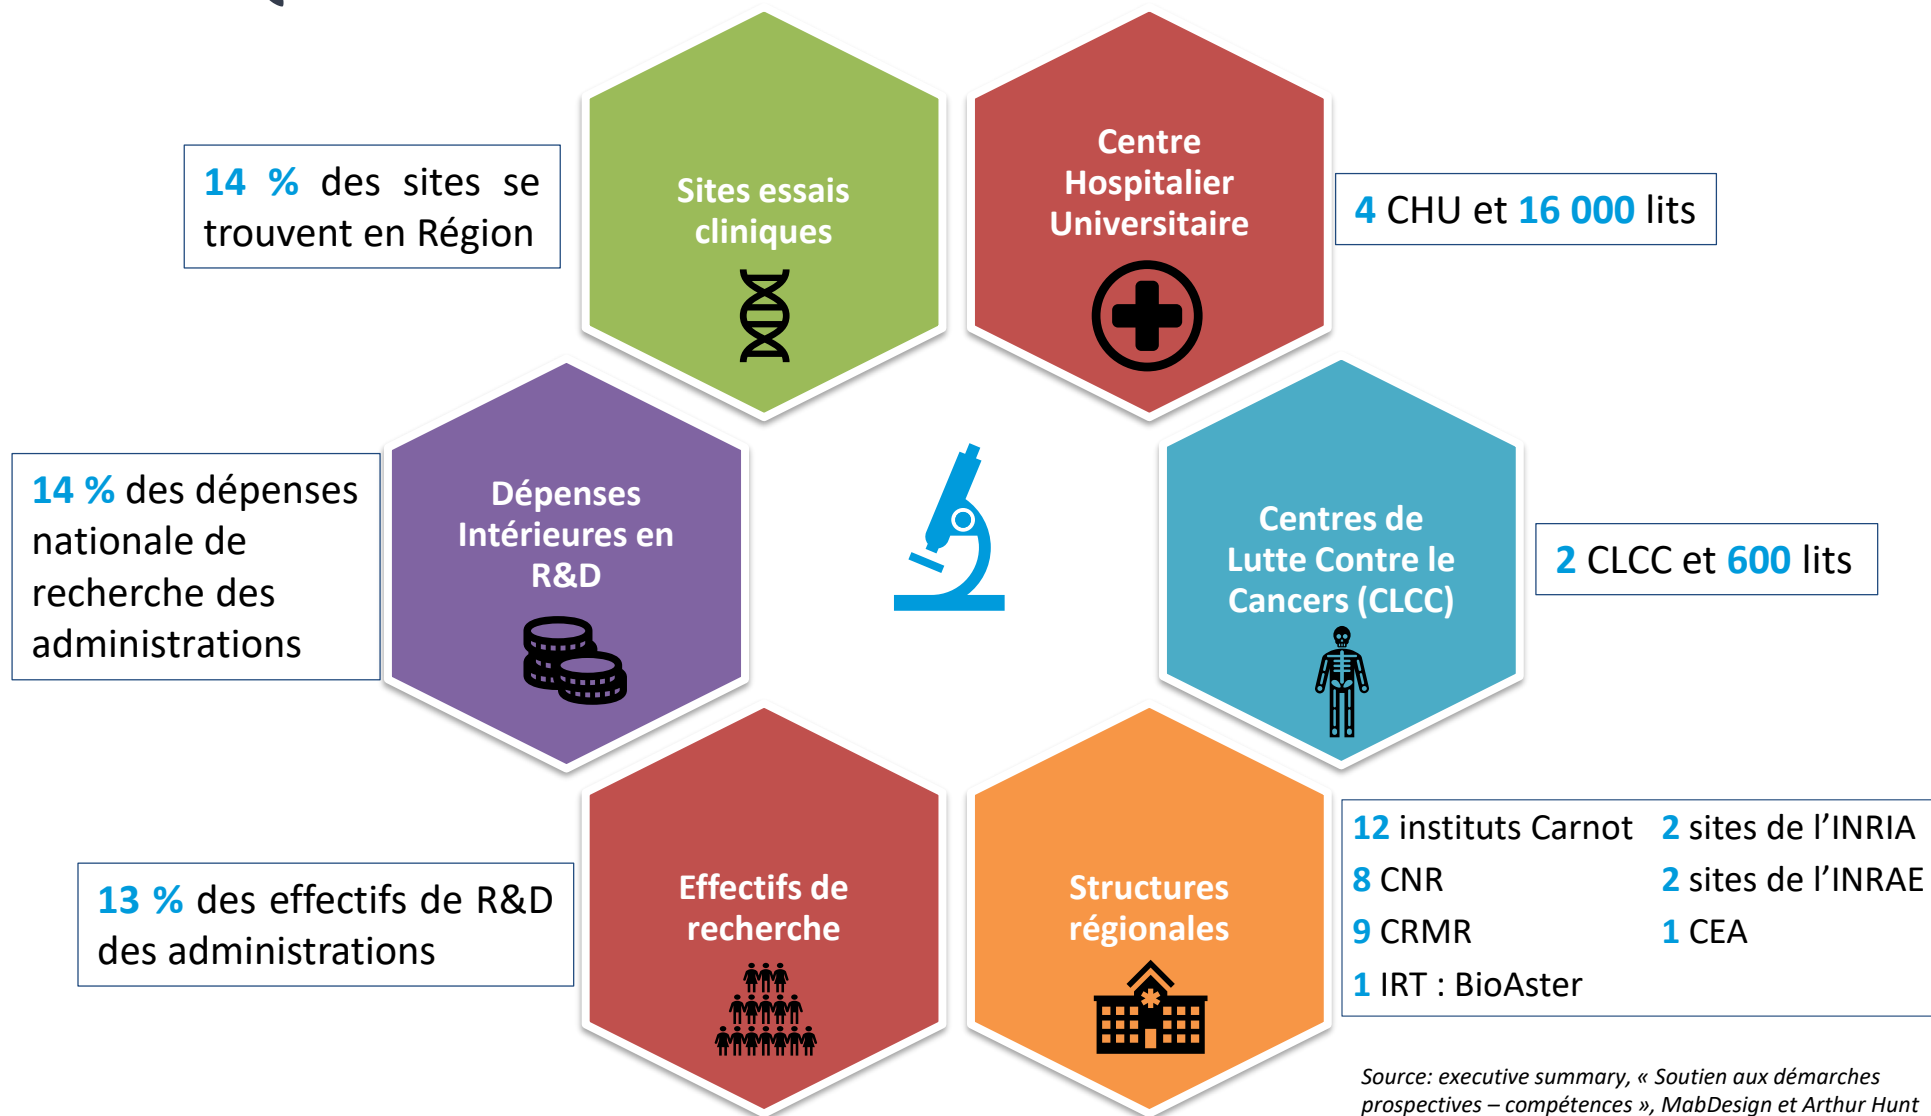 14 % des sites se
trouvent en Région
Sites essais
cliniques
Centre
Hospitalier
Universitaire
4 CHU et 16 000 lits
14 % des dépenses
nationale de
recherche des
administrations
Dépenses
Intérieures en
R&D
Centres de
Lutte Contre le
Cancers (CLCC)
2 CLCC et 600 lits
13 % des effectifs de R&D
des administrations
Effectifs de
recherche
Structures
régionales
12 instituts Carnot 2 sites de l’INRIA
8 CNR 2 sites de l’INRAE
9 CRMR 1 CEA
1 IRT : BioAster
Source: executive summary, « Soutien aux démarches
prospectives – compétences », MabDesign et Arthur Hunt